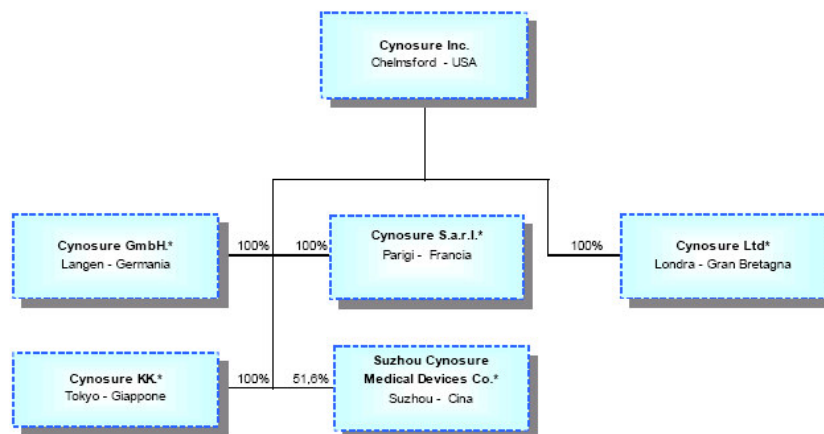 Cynosure Inc.
Chelmsford - USA
Cynosure GmbH.*
Langen - Germania
100%
100%
Cynosure S.a.r.l.*
Parigi - Francia
100%
Cynosure Ltd*
Londra - Gran Bretagna
Cynosure KK.*
Tokyo - Giappone
100%
51,6%
Suzhou Cynosure
Medical Devices Co.*
Suzhou - Cina